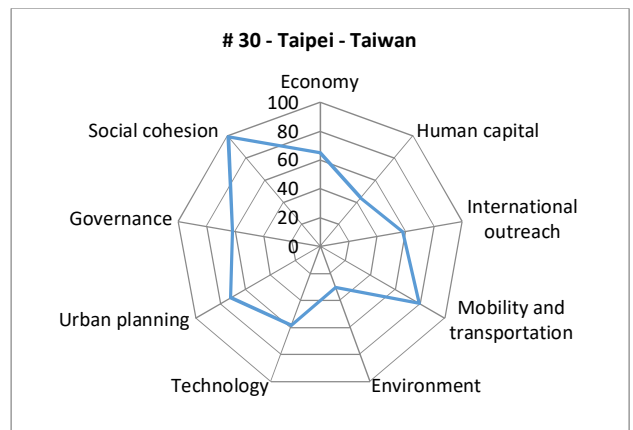 # 30 - Taipei - Taiwan
Economy
100
80
60
40
20
0
Human capital
International
outreach
Mobility and
transportation
Environment
Technology
Urban planning
Governance
Social cohesion